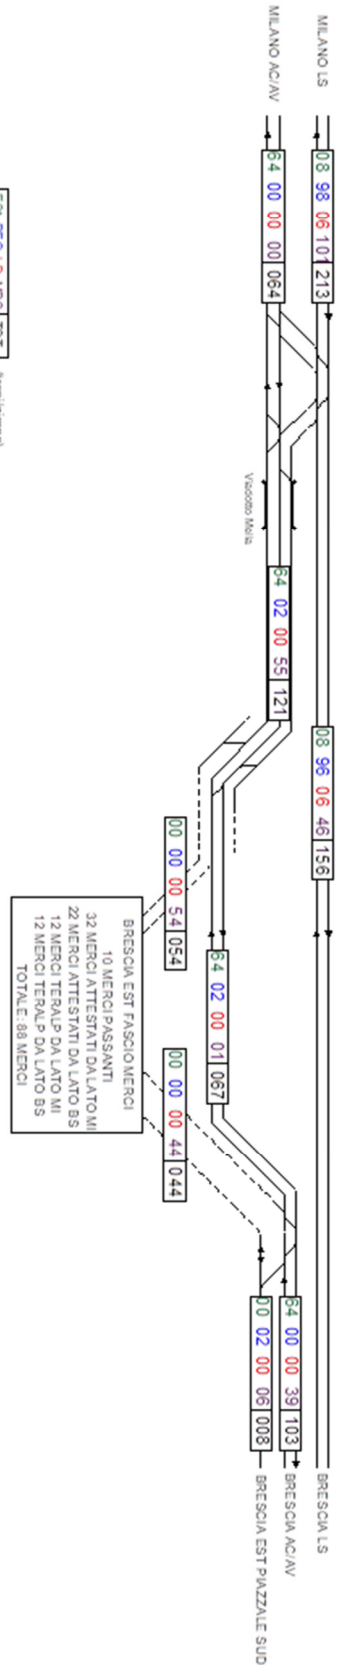 MILANO LS
08 98 06 101 213
08 96 06 46 156
BRESCIA LS
MILANO AC/AV
64 00 00 00 064
Viadotto Mella
64 02 00 55 121
64 02 00 01 067
64 00 00 39 103
BRESCIA AC/AV
00 02 00 06 008
BRESCIA EST PIAZZALE SUD
00 00 00 54 054
00 00 00 44 044
BRESCIA EST FASCIO MERCI
10 MERCI PASSANTI
32 MERCI ATTESTATI DA LATO MI
22 MERCI ATTESTATI DA LATO BS
12 MERCI TERALP DA LATO MI
12 MERCI TERALP DA LATO BS
TOTALE: 88 MERCI